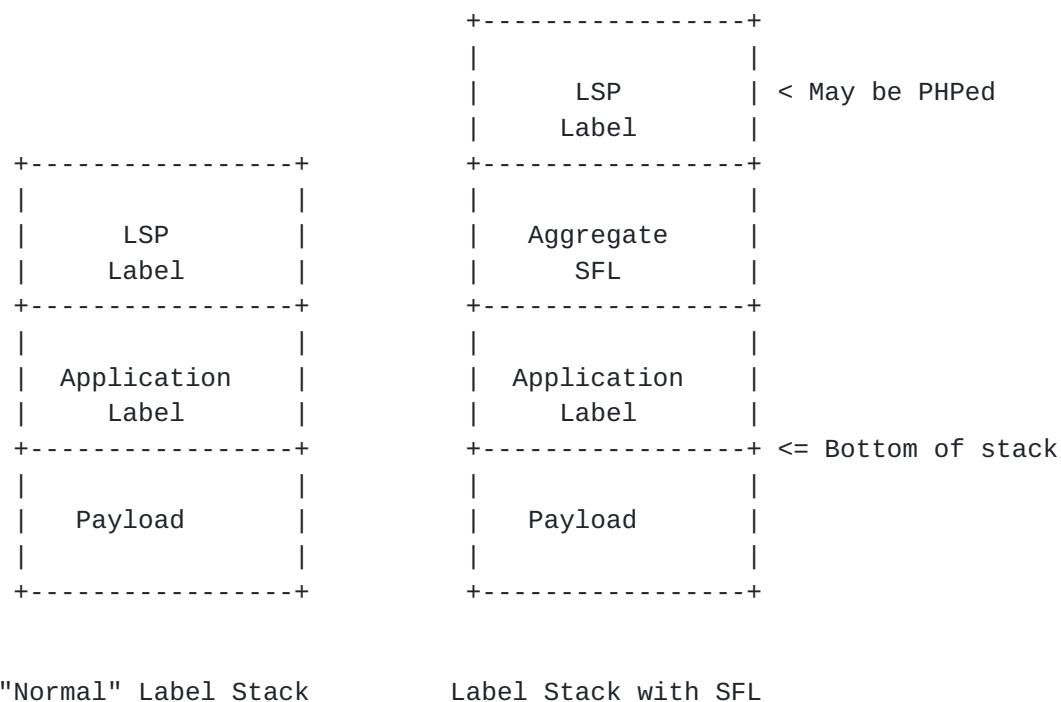 +-----------------+
                             |                 |
                             |      LSP        | < May be PHPed
                             |     Label       |
+-----------------+          +-----------------+
|                 |          |                 |
|      LSP        |          |   Aggregate     |
|     Label       |          |      SFL        |
+-----------------+          +-----------------+
|                 |          |                 |
|  Application    |          |  Application    |
|     Label       |          |     Label       |
+-----------------+          +-----------------+ <= Bottom of stack
|                 |          |                 |
|   Payload       |          |   Payload       |
|                 |          |                 |
+-----------------+          +-----------------+
"Normal" Label Stack         Label Stack with SFL